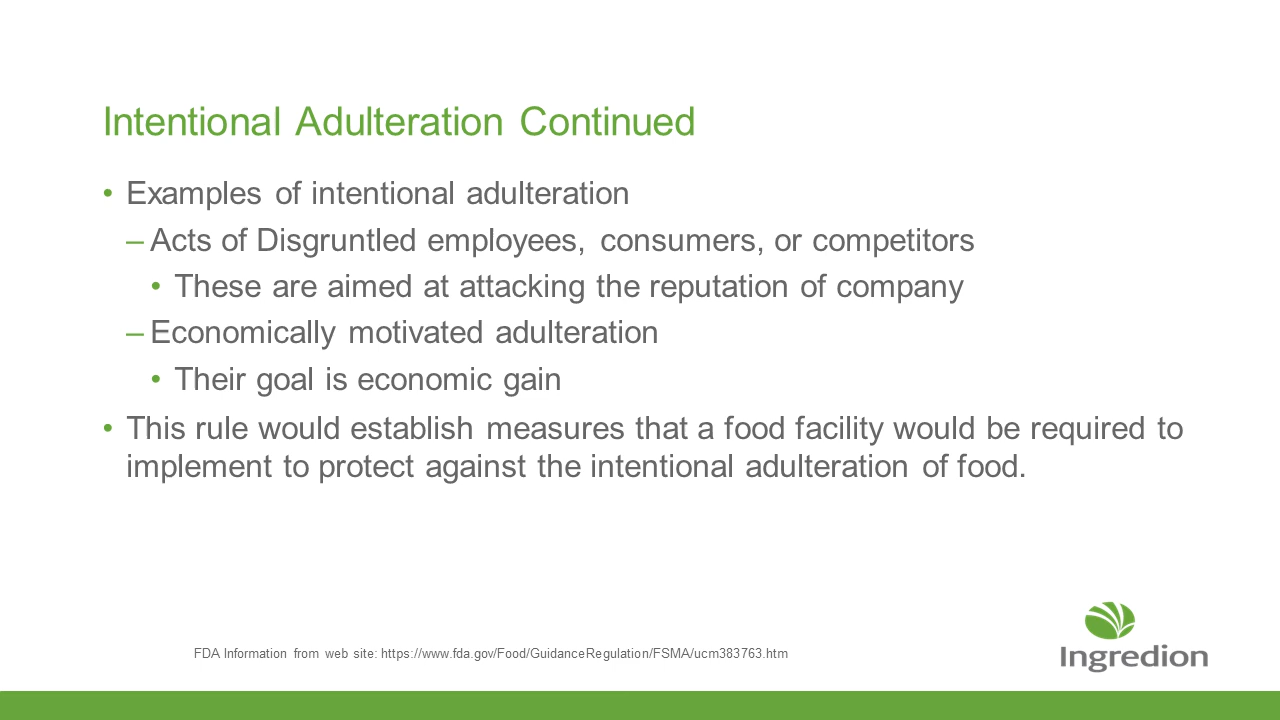 Intentional Adulteration Continued
• Examples of intentional adulteration
– Acts of Disgruntled employees, consumers, or competitors
• These are aimed at attacking the reputation of company
– Economically motivated adulteration
• Their goal is economic gain
• This rule would establish measures that a food facility would be required to
implement to protect against the intentional adulteration of food.
FDA Information from web site: https://www.fda.gov/Food/GuidanceRegulation/FSMA/ucm383763.htm
Ingredion